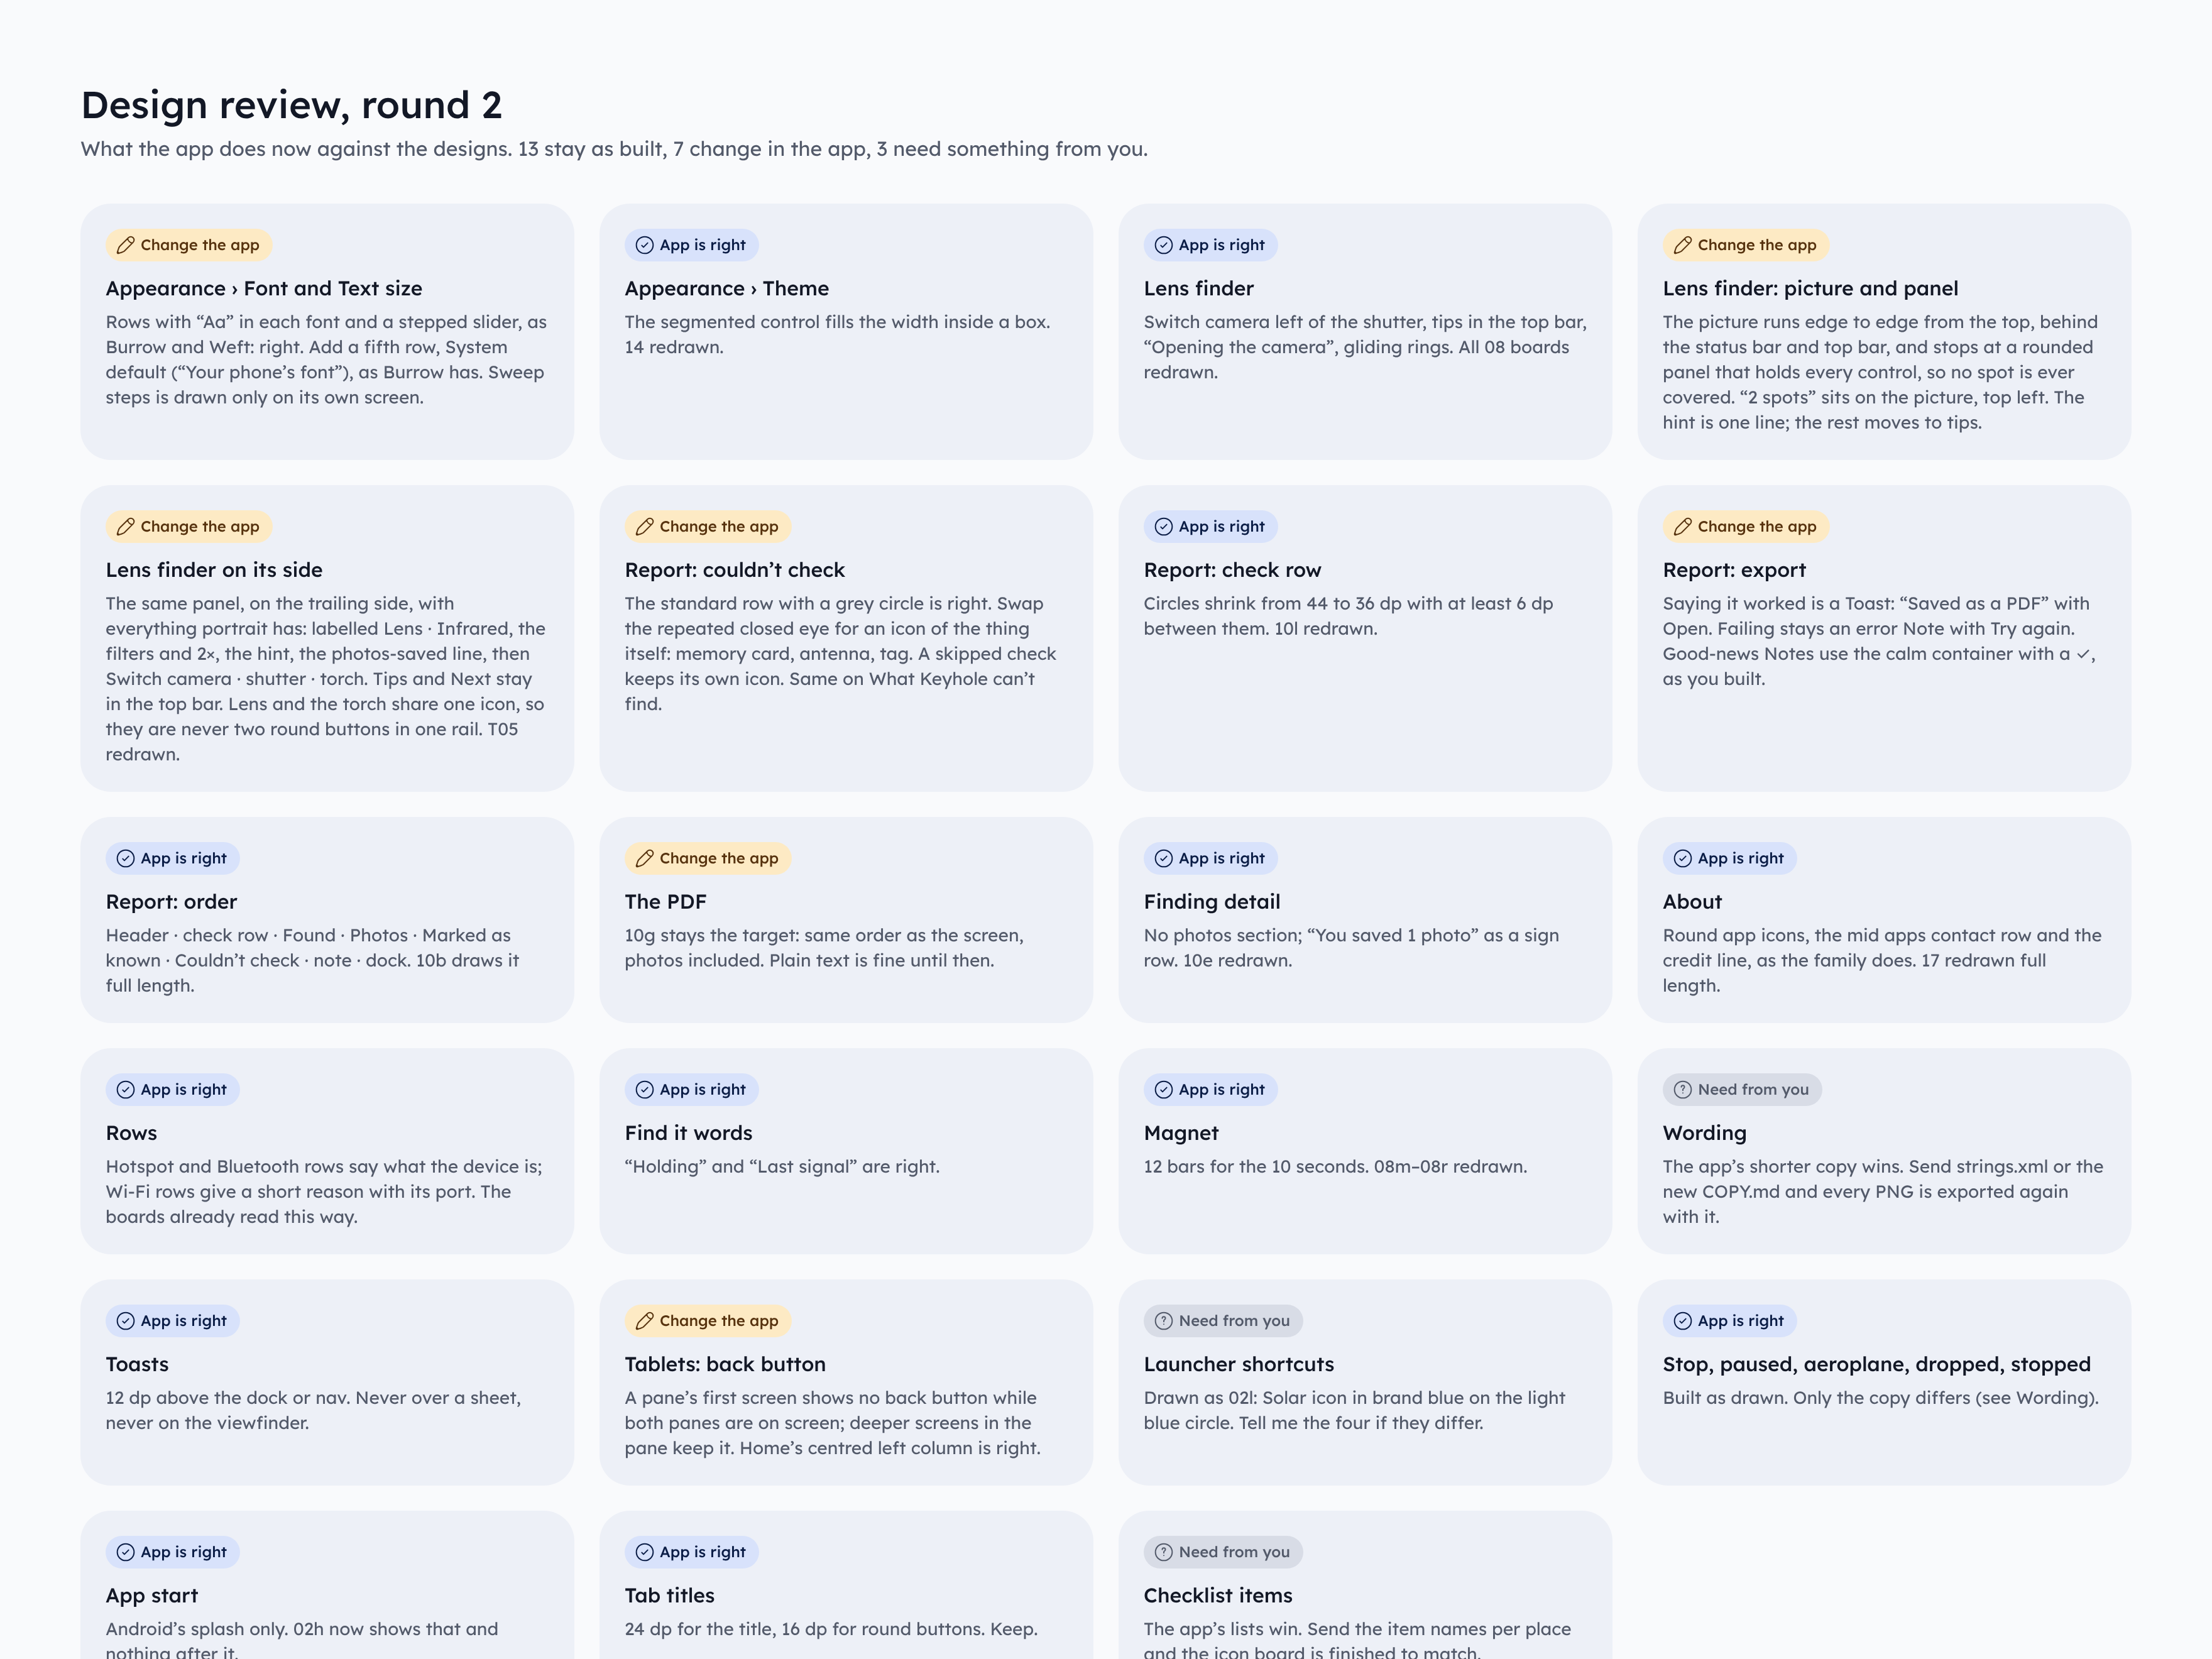 Design review, round 2
What the app does now against the designs. 13 stay as built, 7 change in the app, 3 need something from you.
Change the app
Appearance › Font and Text size
Rows with “Aa” in each font and a stepped slider, as
Burrow and Weft: right. Add a fifth row, System
default (“Your phone’s font”), as Burrow has. Sweep
steps is drawn only on its own screen.
App is right
Appearance › Theme
The segmented control fills the width inside a box.
14 redrawn.
App is right
Lens finder
Switch camera left of the shutter, tips in the top bar,
“Opening the camera”, gliding rings. All 08 boards
redrawn.
Change the app
Lens finder: picture and panel
The picture runs edge to edge from the top, behind
the status bar and top bar, and stops at a rounded
panel that holds every control, so no spot is ever
covered. “2 spots” sits on the picture, top left. The
hint is one line; the rest moves to tips.
Change the app
Lens finder on its side
The same panel, on the trailing side, with
everything portrait has: labelled Lens · Infrared, the
filters and 2×, the hint, the photos-saved line, then
Switch camera · shutter · torch. Tips and Next stay
in the top bar. Lens and the torch share one icon, so
they are never two round buttons in one rail. T05
redrawn.
Change the app
Report: couldn’t check
The standard row with a grey circle is right. Swap
the repeated closed eye for an icon of the thing
itself: memory card, antenna, tag. A skipped check
keeps its own icon. Same on What Keyhole can’t
find.
App is right
Report: check row
Circles shrink from 44 to 36 dp with at least 6 dp
between them. 10l redrawn.
Change the app
Report: export
Saying it worked is a Toast: “Saved as a PDF” with
Open. Failing stays an error Note with Try again.
Good-news Notes use the calm container with a ✓,
as you built.
App is right
Report: order
Header · check row · Found · Photos · Marked as
known · Couldn’t check · note · dock. 10b draws it
full length.
Change the app
The PDF
10g stays the target: same order as the screen,
photos included. Plain text is fine until then.
App is right
Finding detail
No photos section; “You saved 1 photo” as a sign
row. 10e redrawn.
App is right
About
Round app icons, the mid apps contact row and the
credit line, as the family does. 17 redrawn full
length.
App is right
Rows
Hotspot and Bluetooth rows say what the device is;
Wi-Fi rows give a short reason with its port. The
boards already read this way.
App is right
Find it words
“Holding” and “Last signal” are right.
App is right
Magnet
12 bars for the 10 seconds. 08m–08r redrawn.
Need from you
Wording
The app’s shorter copy wins. Send strings.xml or the
new COPY.md and every PNG is exported again
with it.
App is right
Toasts
12 dp above the dock or nav. Never over a sheet,
never on the viewfinder.
Change the app
Tablets: back button
A pane’s first screen shows no back button while
both panes are on screen; deeper screens in the
pane keep it. Home’s centred left column is right.
Need from you
Launcher shortcuts
Drawn as 02l: Solar icon in brand blue on the light
blue circle. Tell me the four if they differ.
App is right
Stop, paused, aeroplane, dropped, stopped
Built as drawn. Only the copy differs (see Wording).
App is right
App start
Android’s splash only. 02h now shows that and
nothing after it.
App is right
Tab titles
24 dp for the title, 16 dp for round buttons. Keep.
Need from you
Checklist items
The app’s lists win. Send the item names per place
and the icon board is finished to match.